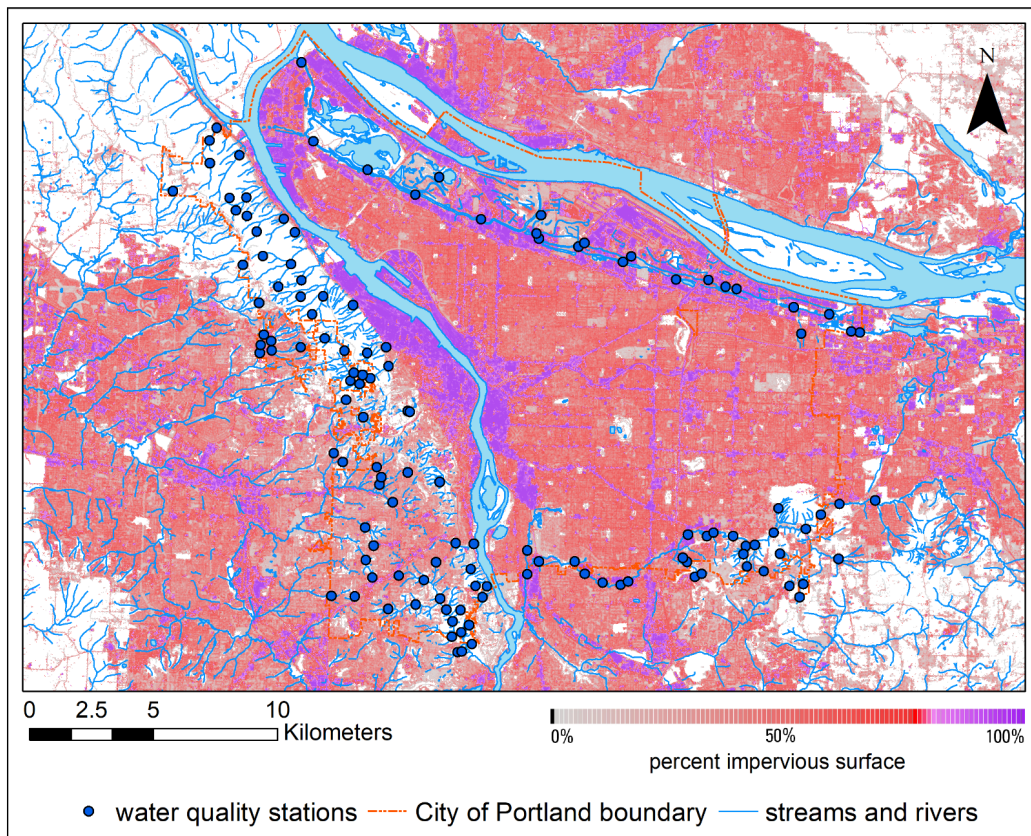 N
0 2.5 5 10
Kilometers
0% 50% 100%
percent impervious surface
water quality stations City of Portland boundary streams and rivers